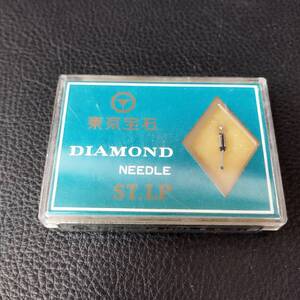 東京宝石
DIAMOND
NEEDLE
ST.LP